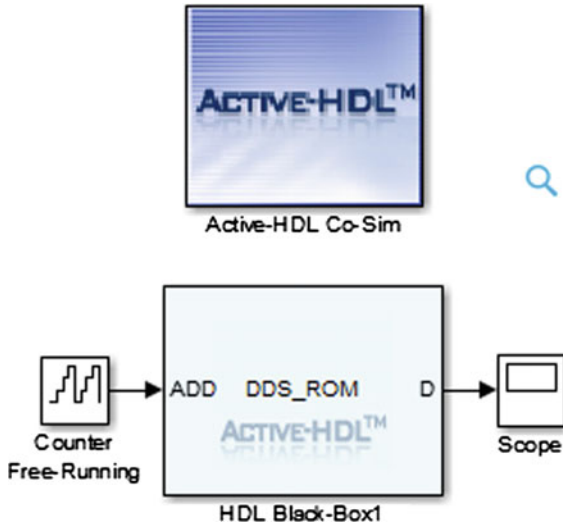 ACTIVE-HDL™
Active-HDL Co-Sim
ADD DDS_ROM D
ACTIVE-HDL™
Counter
Free-Running
Scope
HDL Black-Box1